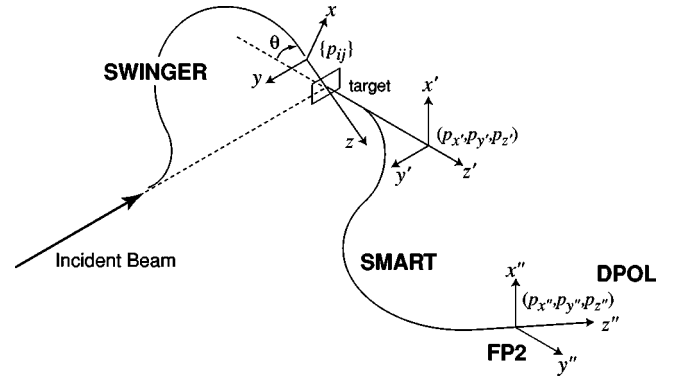 x
θ
{p_ij}
SWINGER
y
target
x′
z
(p_x′,p_y′,p_z′)
y′
z′
Incident Beam
SMART
x″
DPOL
(p_x″,p_y″,p_z″)
z″
FP2
y″